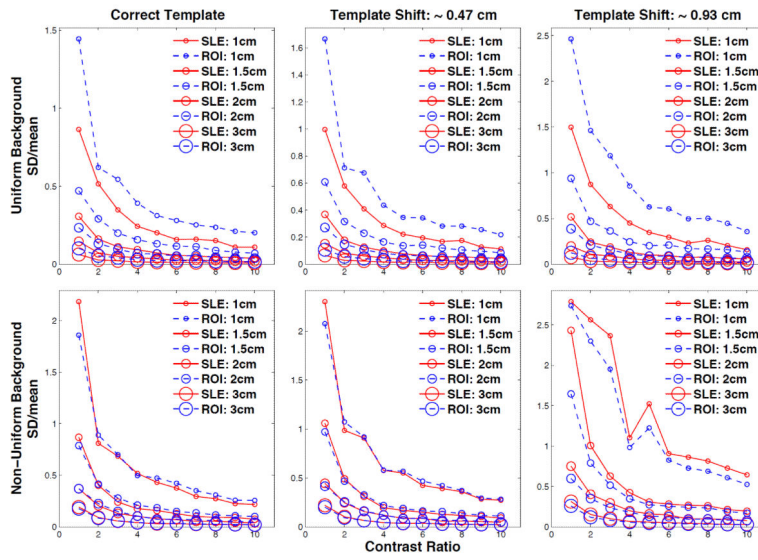 Correct Template
Template Shift: ~ 0.47 cm
Template Shift: ~ 0.93 cm
Uniform Background
SD/mean
1.5
1
0.5
0
0 2 4 6 8 10
SLE: 1cm
ROI: 1cm
SLE: 1.5cm
ROI: 1.5cm
SLE: 2cm
ROI: 2cm
SLE: 3cm
ROI: 3cm
1.6
1.4
1.2
1
0.8
0.6
0.4
0.2
0
0 2 4 6 8 10
SLE: 1cm
ROI: 1cm
SLE: 1.5cm
ROI: 1.5cm
SLE: 2cm
ROI: 2cm
SLE: 3cm
ROI: 3cm
2.5
2
1.5
1
0.5
0
0 2 4 6 8 10
SLE: 1cm
ROI: 1cm
SLE: 1.5cm
ROI: 1.5cm
SLE: 2cm
ROI: 2cm
SLE: 3cm
ROI: 3cm
Non-Uniform Background
SD/mean
2
1.5
1
0.5
0
0 2 4 6 8 10
SLE: 1cm
ROI: 1cm
SLE: 1.5cm
ROI: 1.5cm
SLE: 2cm
ROI: 2cm
SLE: 3cm
ROI: 3cm
2
1.5
1
0.5
0
0 2 4 6 8 10
SLE: 1cm
ROI: 1cm
SLE: 1.5cm
ROI: 1.5cm
SLE: 2cm
ROI: 2cm
SLE: 3cm
ROI: 3cm
2.5
2
1.5
1
0.5
0
0 2 4 6 8 10
SLE: 1cm
ROI: 1cm
SLE: 1.5cm
ROI: 1.5cm
SLE: 2cm
ROI: 2cm
SLE: 3cm
ROI: 3cm
Contrast Ratio